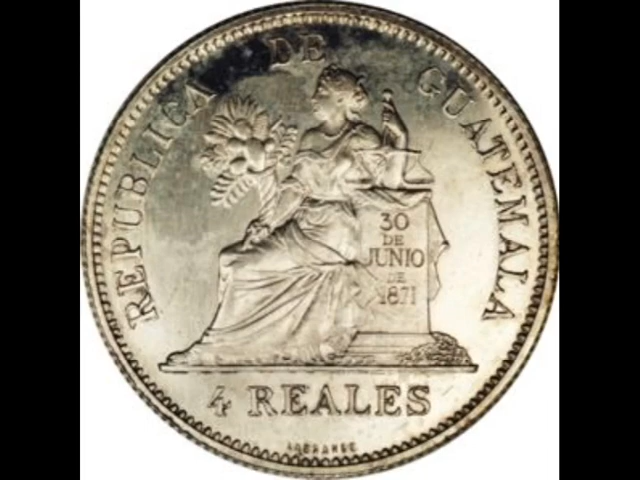 REPUBLICA DE GUATEMALA
30
DE
JUNIO
DE
1871
4 REALES